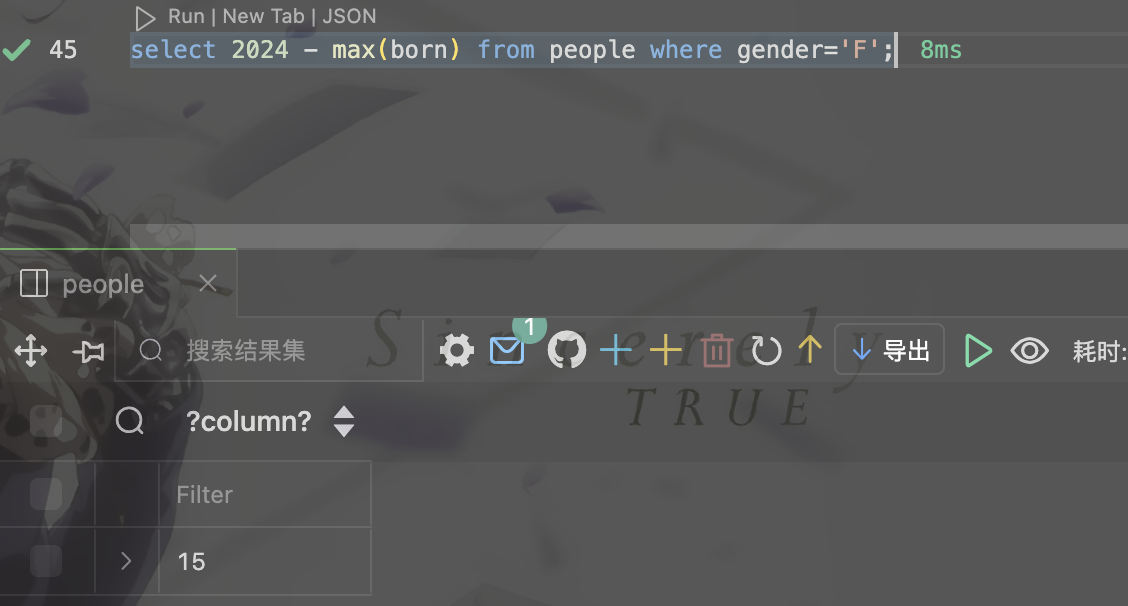 Run | New Tab | JSON
45 select 2024 - max(born) from people where gender='F'; 8ms
people
Sincerely
1
搜索结果集 导出 耗时:
TRUE
?column?
Filter
15